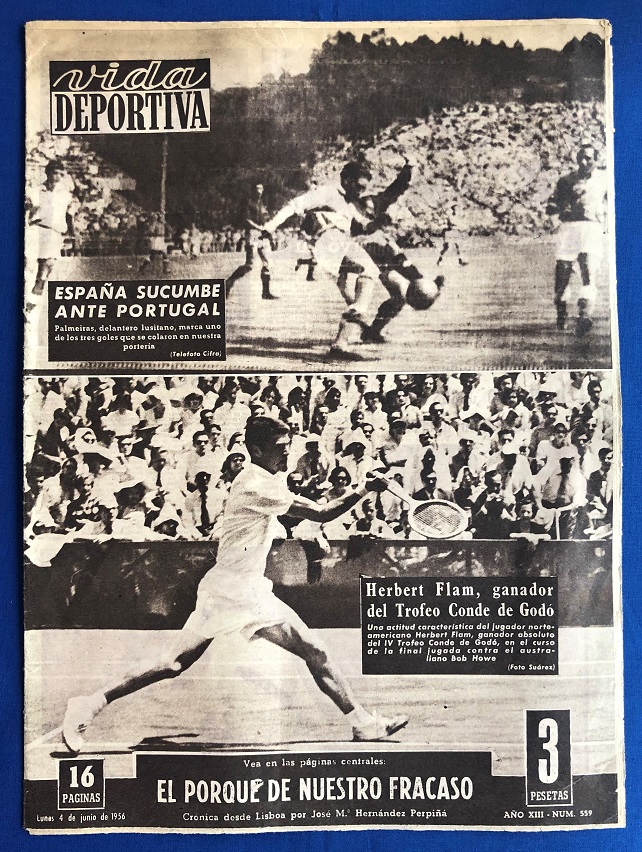 vida
DEPORTIVA
ESPAÑA SUCUMBE
ANTE PORTUGAL
Palmeiras, delantero lusitano, marca uno
de los tres goles que se colaron en nuestra
portería
(Telefoto Cifra)
Herbert Flam, ganador
del Trofeo Conde de Godó
Una actitud característica del jugador norte-
americano Herbert Flam, ganador absoluto
del IV Trofeo Conde de Godó, en el curso
de la final jugada contra el austra-
liano Bob Howe
(Foto Suárez)
16
PAGINAS
Vea en las páginas centrales:
EL PORQUE DE NUESTRO FRACASO
3
PESETAS
Lunes 4 de junio de 1956
Crónica desde Lisboa por José Mª Hernández Perpiñá
AÑO XIII - NUM. 559